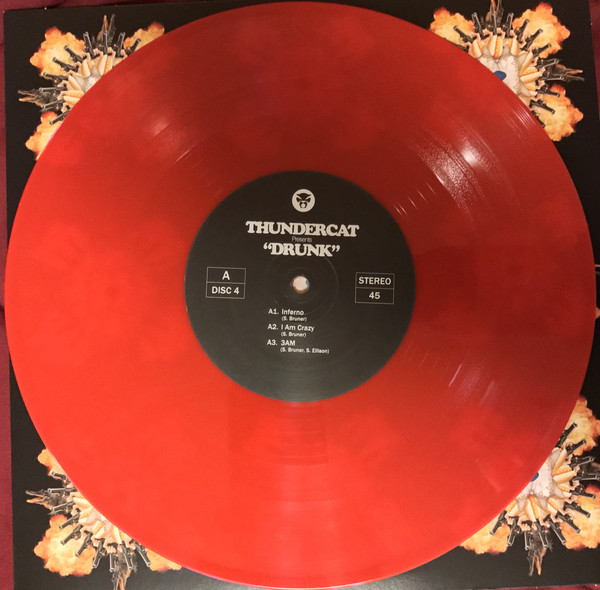 THUNDERCAT
Presents
“DRUNK”
A
DISC 4
STEREO
45
A1. Inferno
(S. Bruner)
A2. I Am Crazy
(S. Bruner)
A3. 3AM
(S. Bruner, S. Ellison)